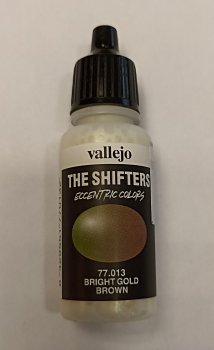 vallejo
THE SHIFTERS
ECCENTRIC COLORS
77.013
BRIGHT GOLD
BROWN